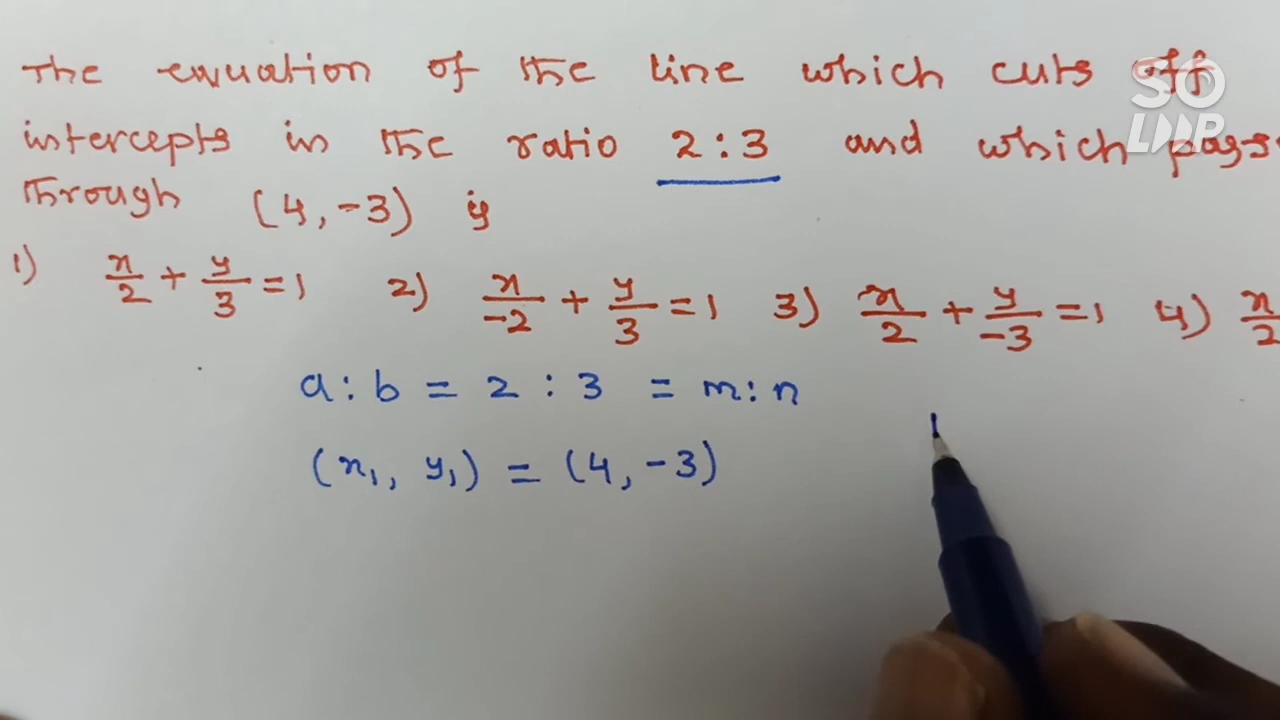 The equation of the line which cuts off
intercepts in the ratio 2:3 and which pass
through (4,-3) is
1) x/2 + y/3 = 1 2) x/-2 + y/3 = 1 3) x/2 + y/-3 = 1 4) x/2
a:b = 2:3 = m:n
(x₁, y₁) = (4,-3)
SO
LOOP